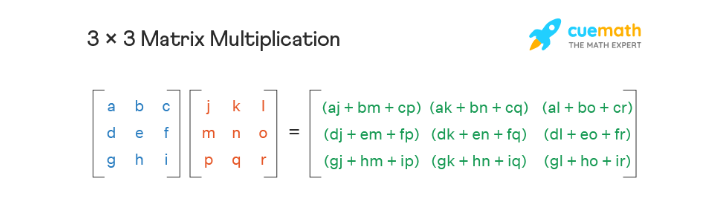 3 × 3 Matrix Multiplication
cuemath
THE MATH EXPERT
a b c j k l (aj + bm + cp) (ak + bn + cq) (al + bo + cr)
d e f m n o = (dj + em + fp) (dk + en + fq) (dl + eo + fr)
g h i p q r (gj + hm + ip) (gk + hn + iq) (gl + ho + ir)